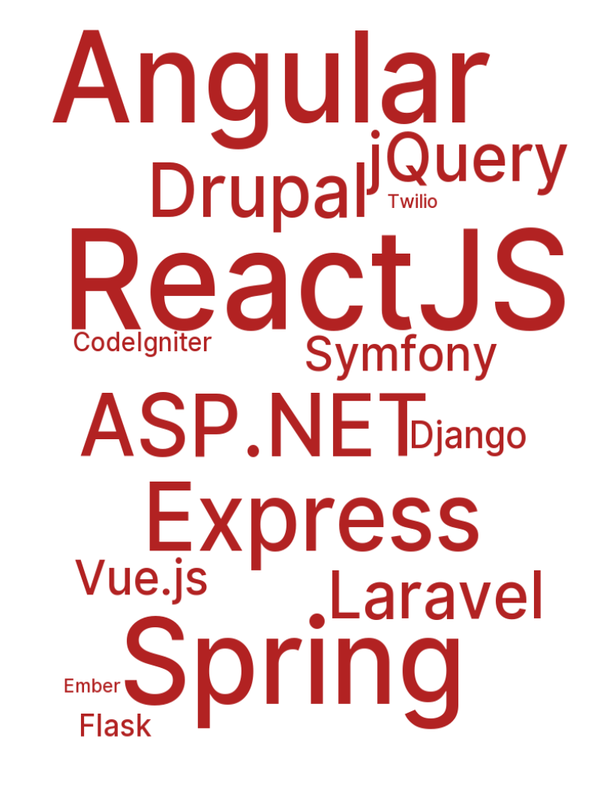 Angular
jQuery
Drupal
Twilio
ReactJS
CodeIgniter
Symfony
ASP.NET
Django
Express
Vue.js
Laravel
Spring
Ember
Flask